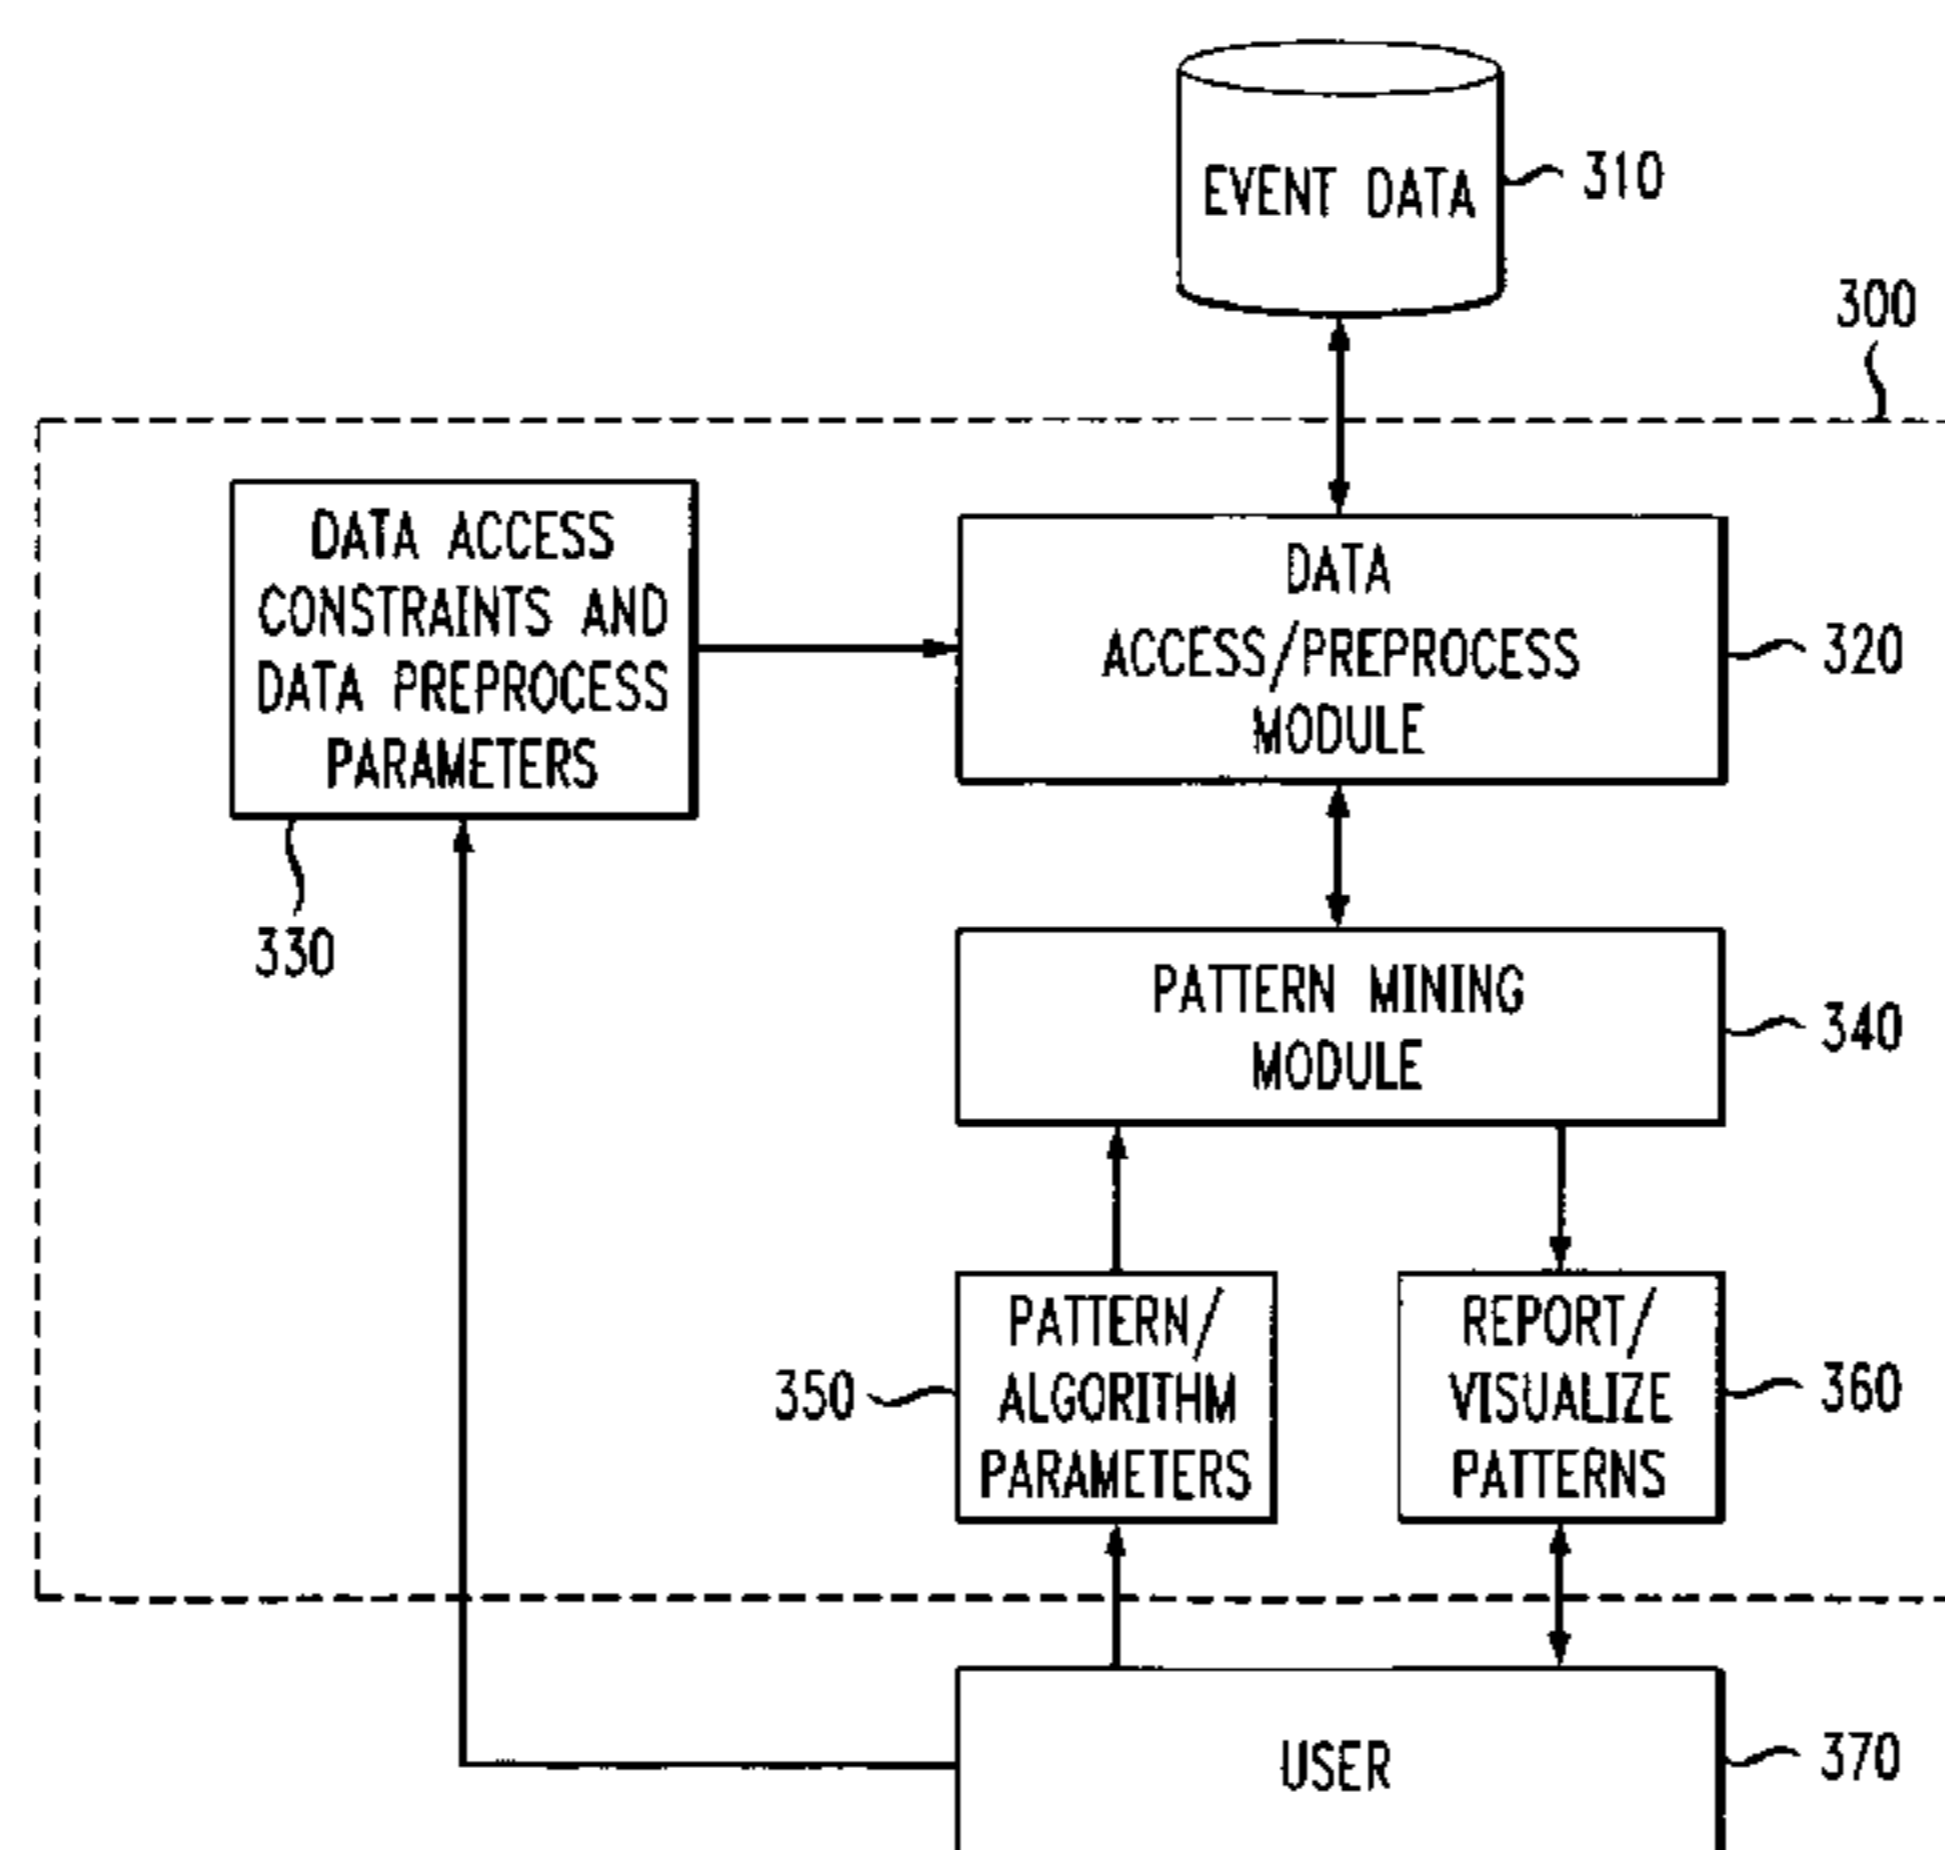 EVENT DATA
310
300
DATA ACCESS
CONSTRAINTS AND
DATA PREPROCESS
PARAMETERS
330
DATA
ACCESS/PREPROCESS
MODULE
320
PATTERN MINING
MODULE
340
PATTERN/
ALGORITHM
PARAMETERS
350
REPORT/
VISUALIZE
PATTERNS
360
USER
370